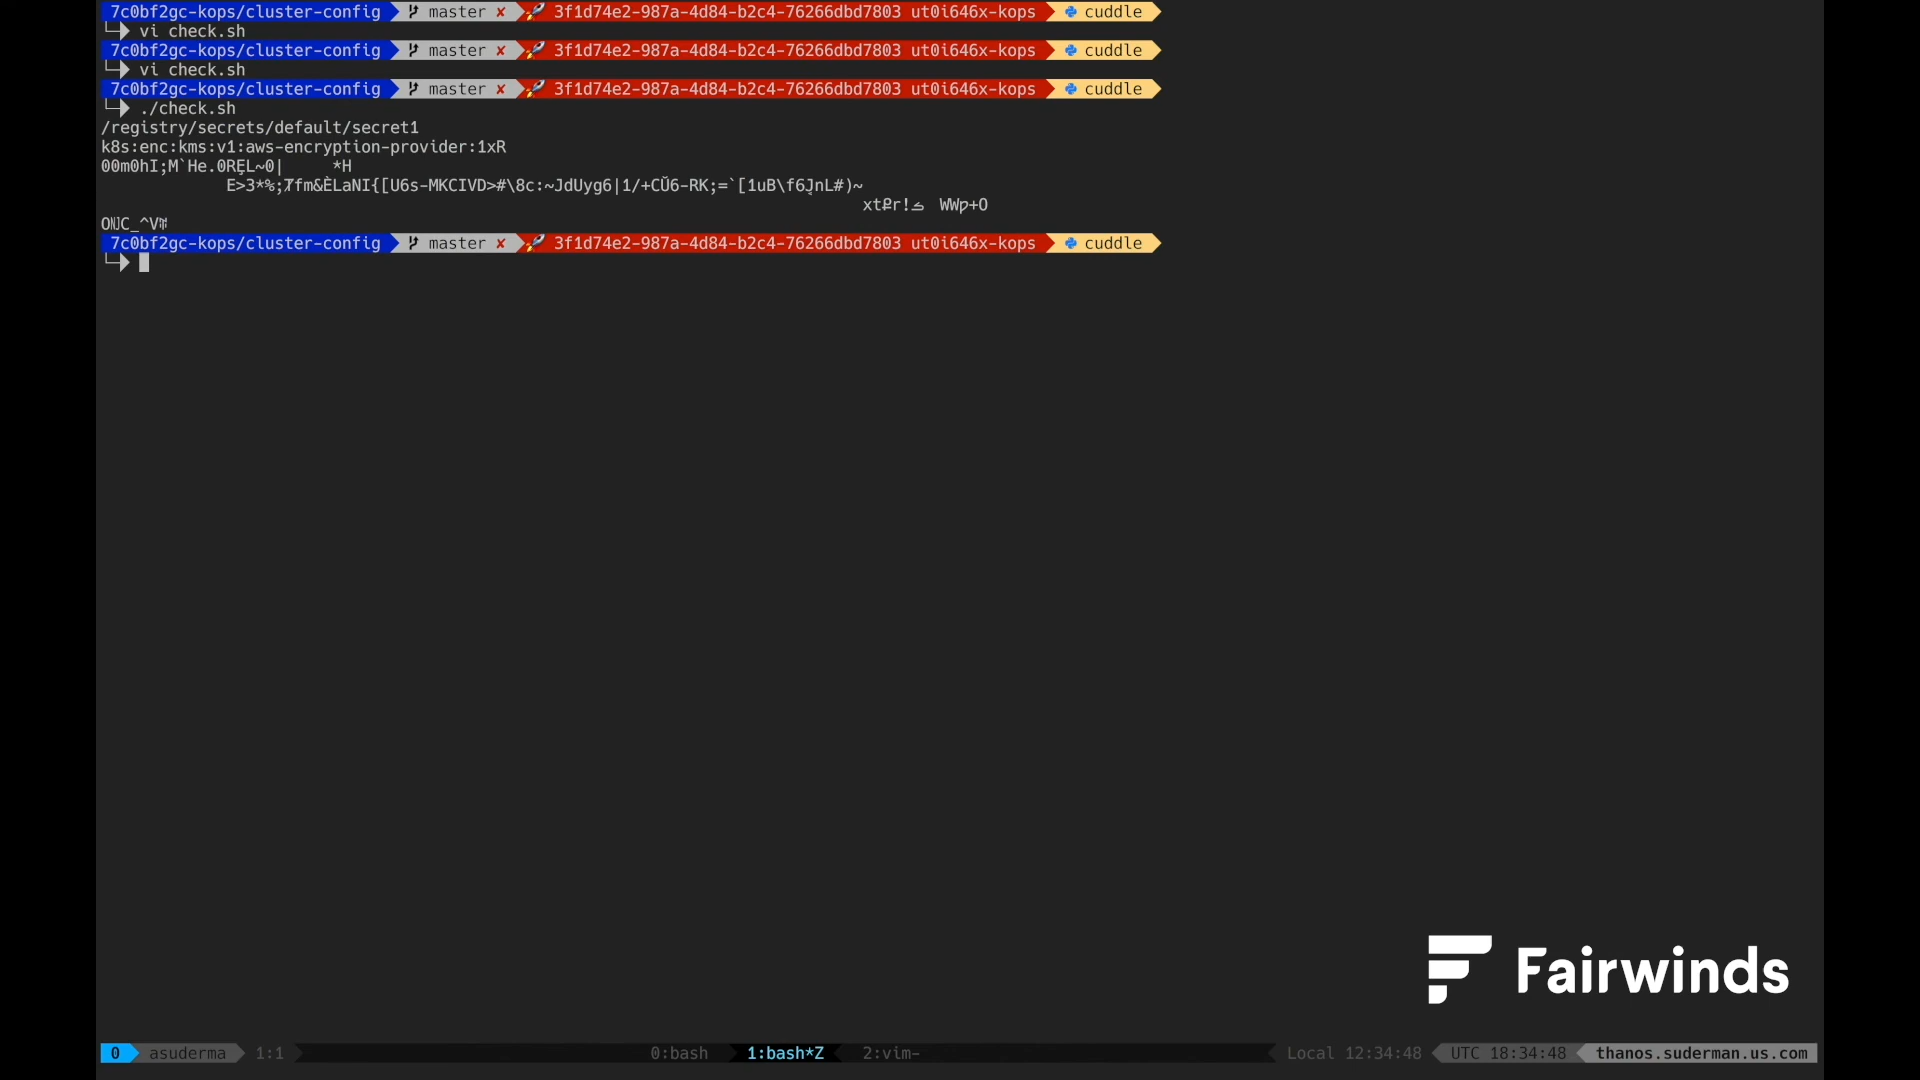 7c0bf2gc-kops/cluster-config master ✘ 3f1d74e2-987a-4d84-b2c4-76266dbd7803 ut0i646x-kops cuddle
vi check.sh
7c0bf2gc-kops/cluster-config master ✘ 3f1d74e2-987a-4d84-b2c4-76266dbd7803 ut0i646x-kops cuddle
vi check.sh
7c0bf2gc-kops/cluster-config master ✘ 3f1d74e2-987a-4d84-b2c4-76266dbd7803 ut0i646x-kops cuddle
./check.sh
/registry/secrets/default/secret1
k8s:enc:kms:v1:aws-encryption-provider:1xR
*H
WWp+O
7c0bf2gc-kops/cluster-config master ✘ 3f1d74e2-987a-4d84-b2c4-76266dbd7803 ut0i646x-kops cuddle
Fairwinds
0 asuderma 1:1 0:bash 1:bash*Z 2:vim- Local 12:34:48 UTC 18:34:48 thanos.suderman.us.com